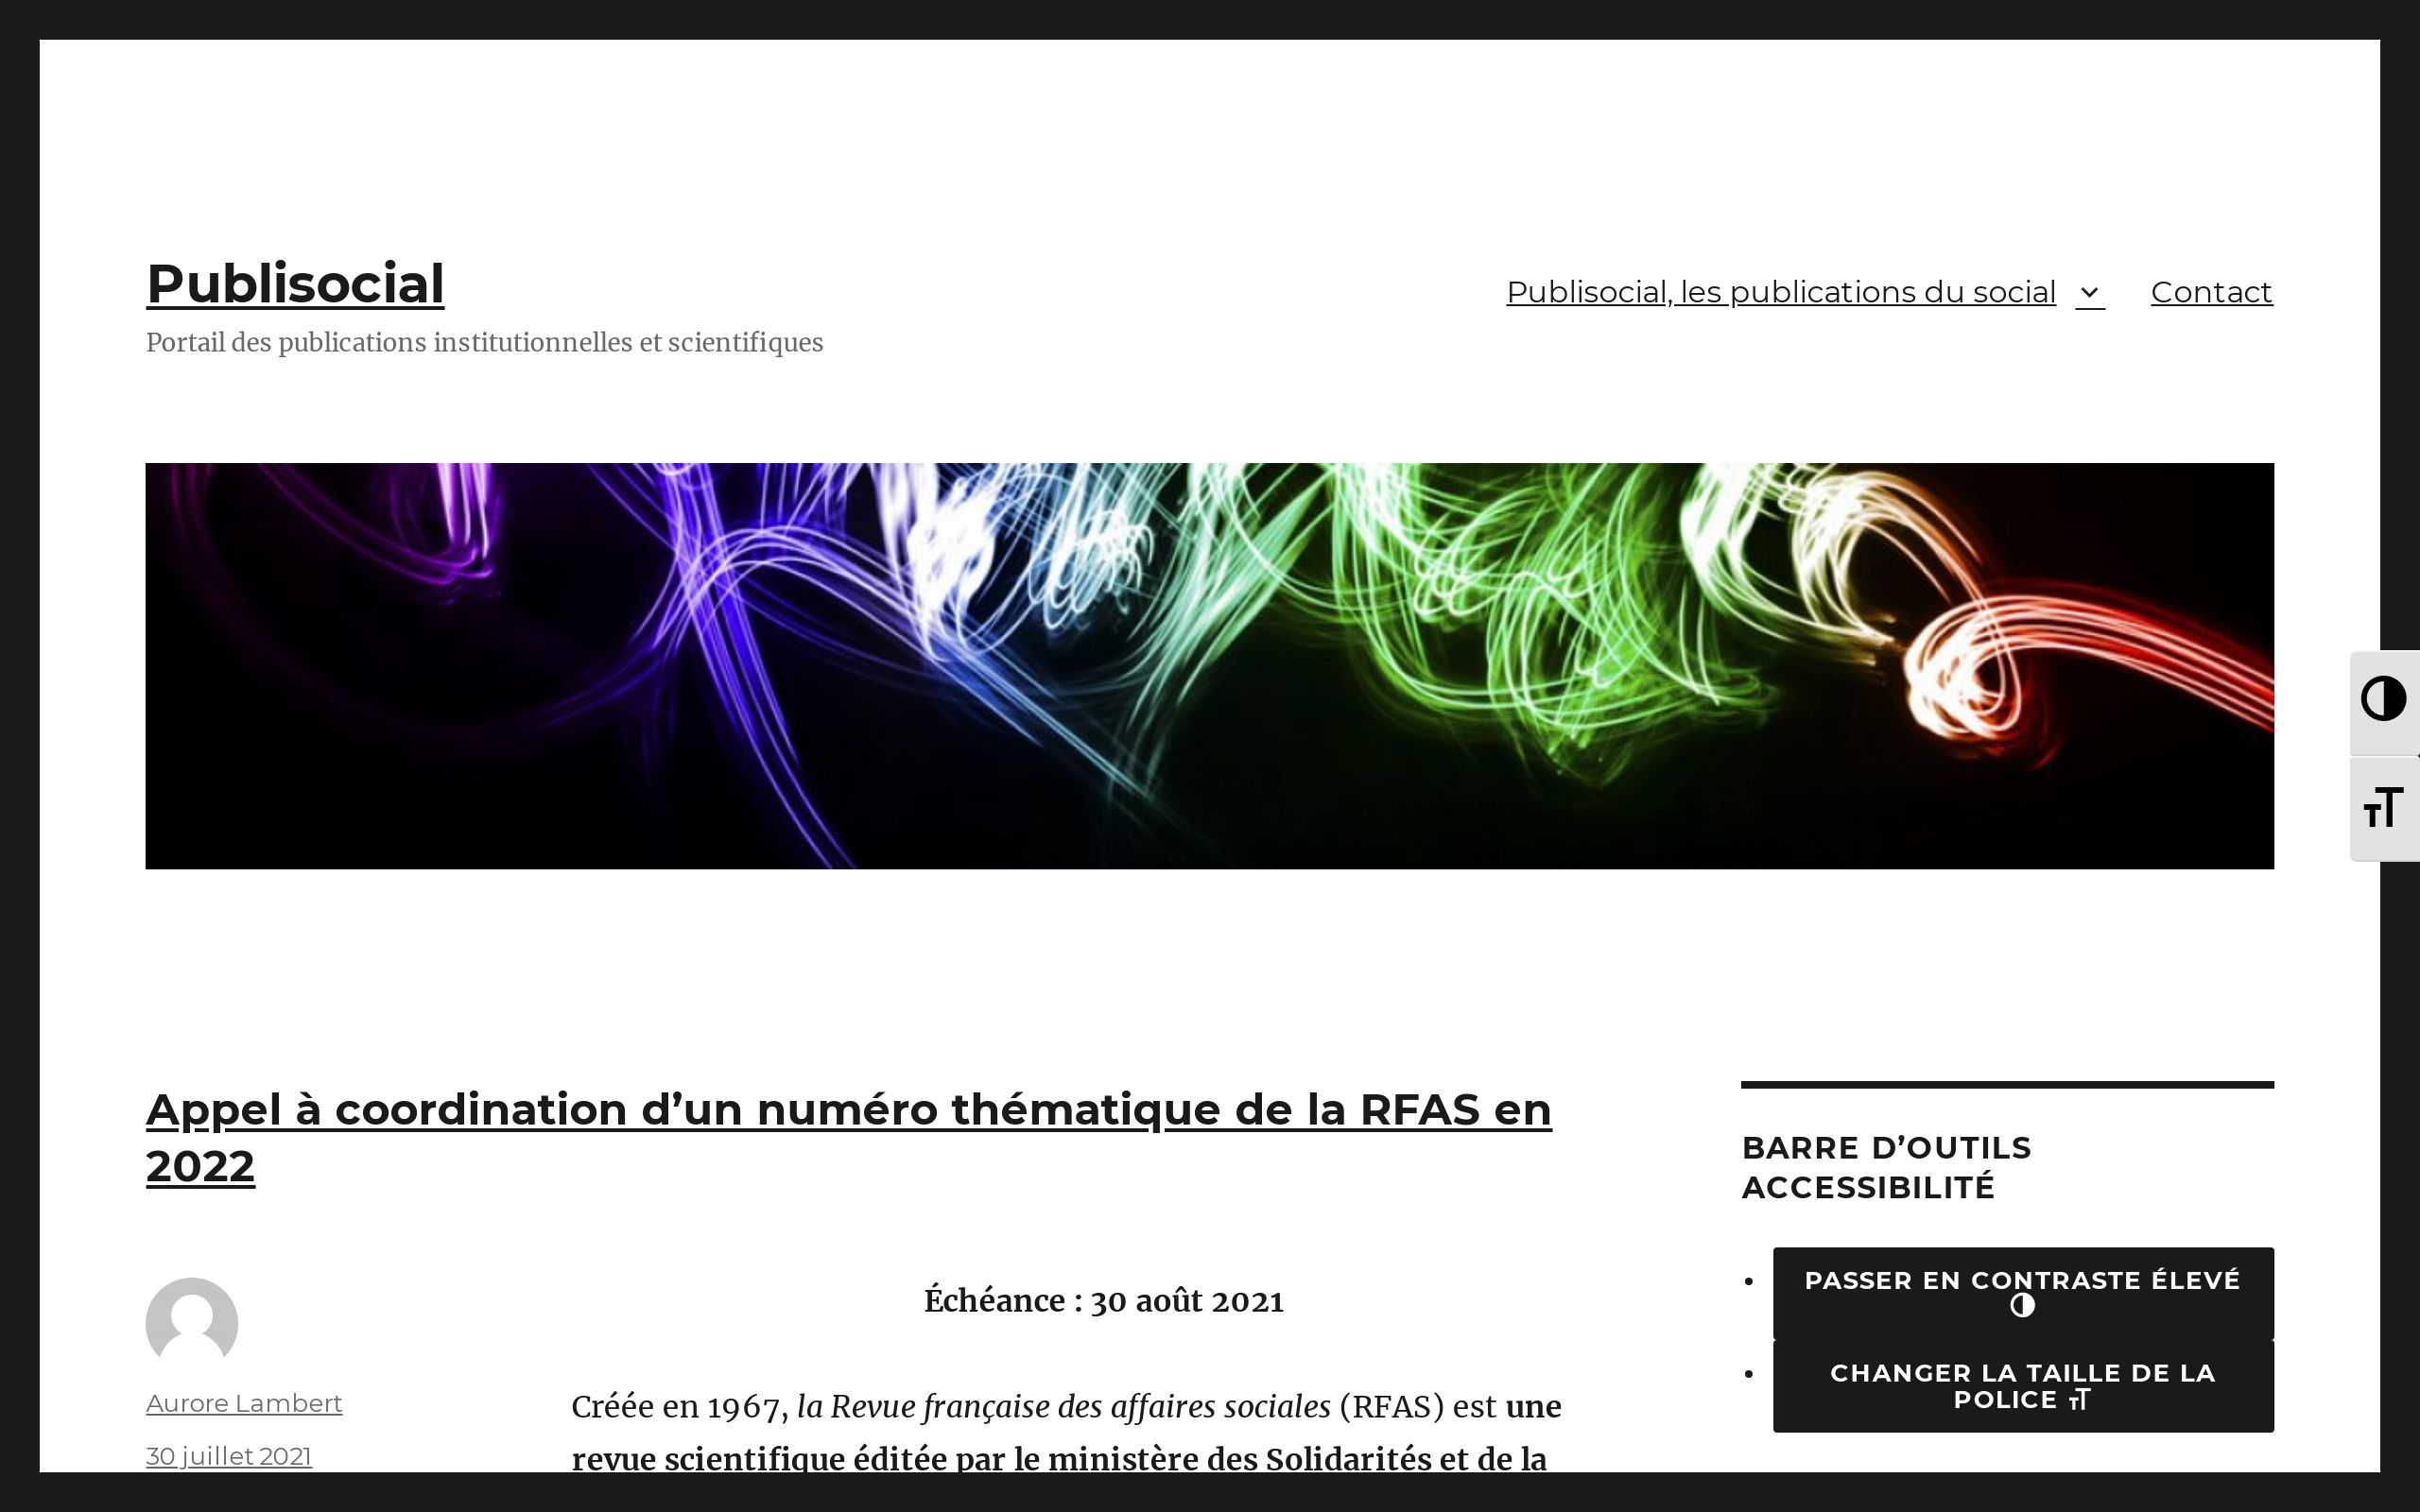 Publisocial
Portail des publications institutionnelles et scientifiques
Publisocial, les publications du social
Contact
Appel à coordination d’un numéro thématique de la RFAS en
2022
Aurore Lambert
30 juillet 2021
Échéance : 30 août 2021
Créée en 1967, la Revue française des affaires sociales (RFAS) est une
revue scientifique éditée par le ministère des Solidarités et de la
BARRE D’OUTILS
ACCESSIBILITÉ
PASSER EN CONTRASTE ÉLEVÉ
CHANGER LA TAILLE DE LA
POLICE